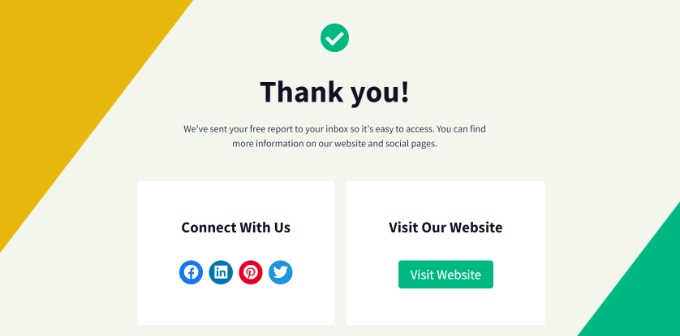 Thank you!
We've sent your free report to your inbox so it's easy to access. You can find
more information on our website and social pages.
Connect With Us
Visit Our Website
Visit Website